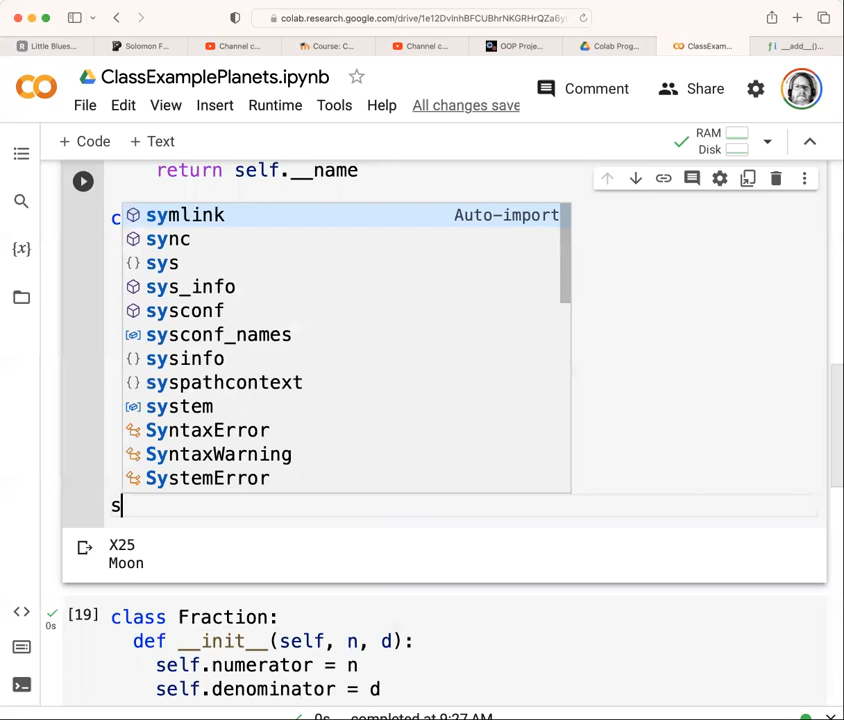 colab.research.google.com/drive/1e12DvlnhBFCUBhrNKGRHrQZa6y
Little Blues... Solomon F... Channel c... Course: C... Channel c... OOP Proje... Colab Prog... ClassExam... __add__()...
ClassExamplePlanets.ipynb
Comment Share
File Edit View Insert Runtime Tools Help All changes save
+ Code + Text RAM Disk
return self.__name
c
symlink Auto-import
sync
sys
sys_info
sysconf
sysconf_names
sysinfo
syspathcontext
system
SyntaxError
SyntaxWarning
SystemError
s
X25
Moon
[19] class Fraction:
0s
def __init__(self, n, d):
self.numerator = n
self.denominator = d
0s completed at 9:27 AM